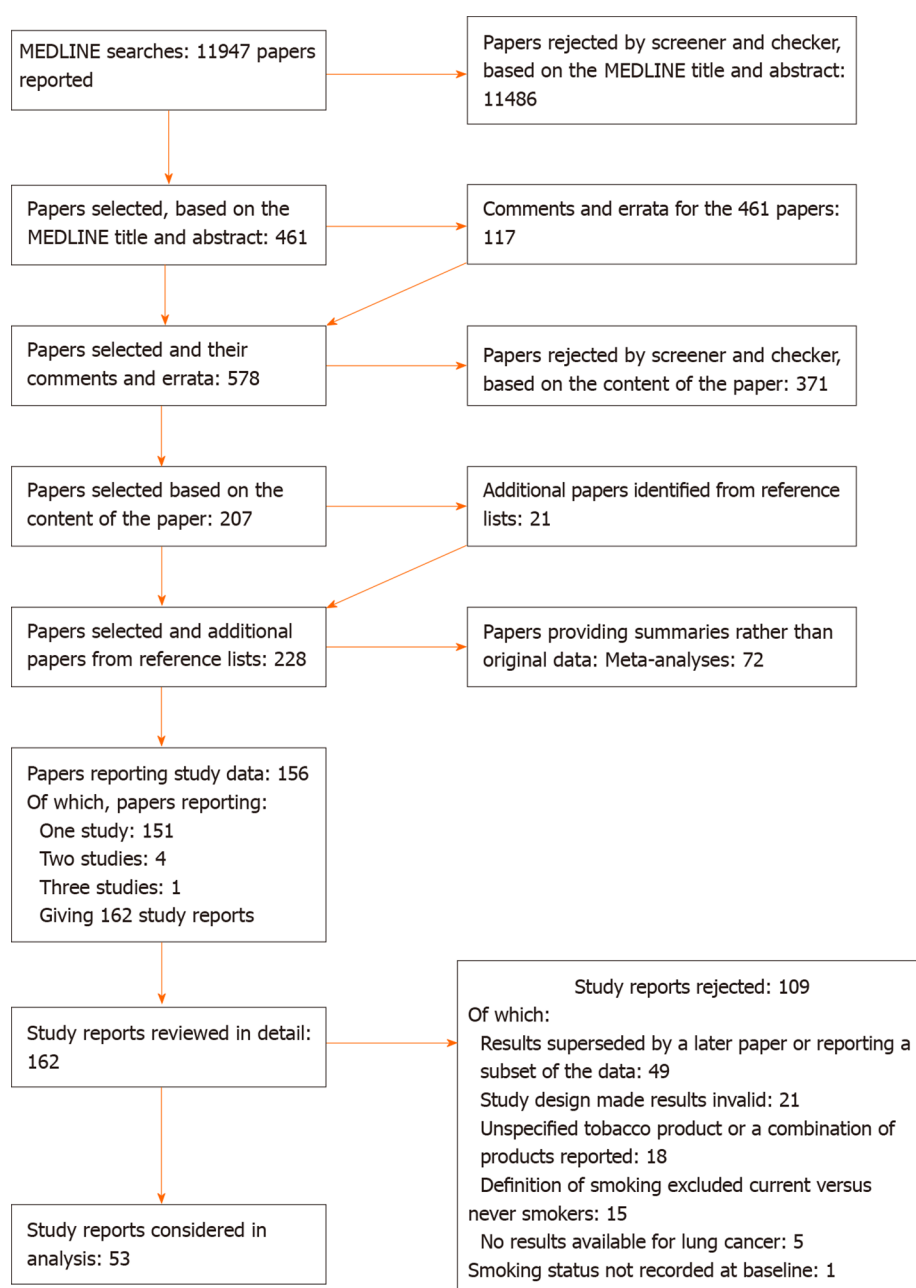 MEDLINE searches: 11947 papers
reported
Papers rejected by screener and checker,
based on the MEDLINE title and abstract:
11486
Papers selected, based on the
MEDLINE title and abstract: 461
Comments and errata for the 461 papers:
117
Papers selected and their
comments and errata: 578
Papers rejected by screener and checker,
based on the content of the paper: 371
Papers selected based on the
content of the paper: 207
Additional papers identified from reference
lists: 21
Papers selected and additional
papers from reference lists: 228
Papers providing summaries rather than
original data: Meta-analyses: 72
Papers reporting study data: 156
Of which, papers reporting:
One study: 151
Two studies: 4
Three studies: 1
Giving 162 study reports
Study reports reviewed in detail:
162
Study reports rejected: 109
Of which:
Results superseded by a later paper or reporting a
subset of the data: 49
Study design made results invalid: 21
Unspecified tobacco product or a combination of
products reported: 18
Definition of smoking excluded current versus
never smokers: 15
No results available for lung cancer: 5
Smoking status not recorded at baseline: 1
Study reports considered in
analysis: 53